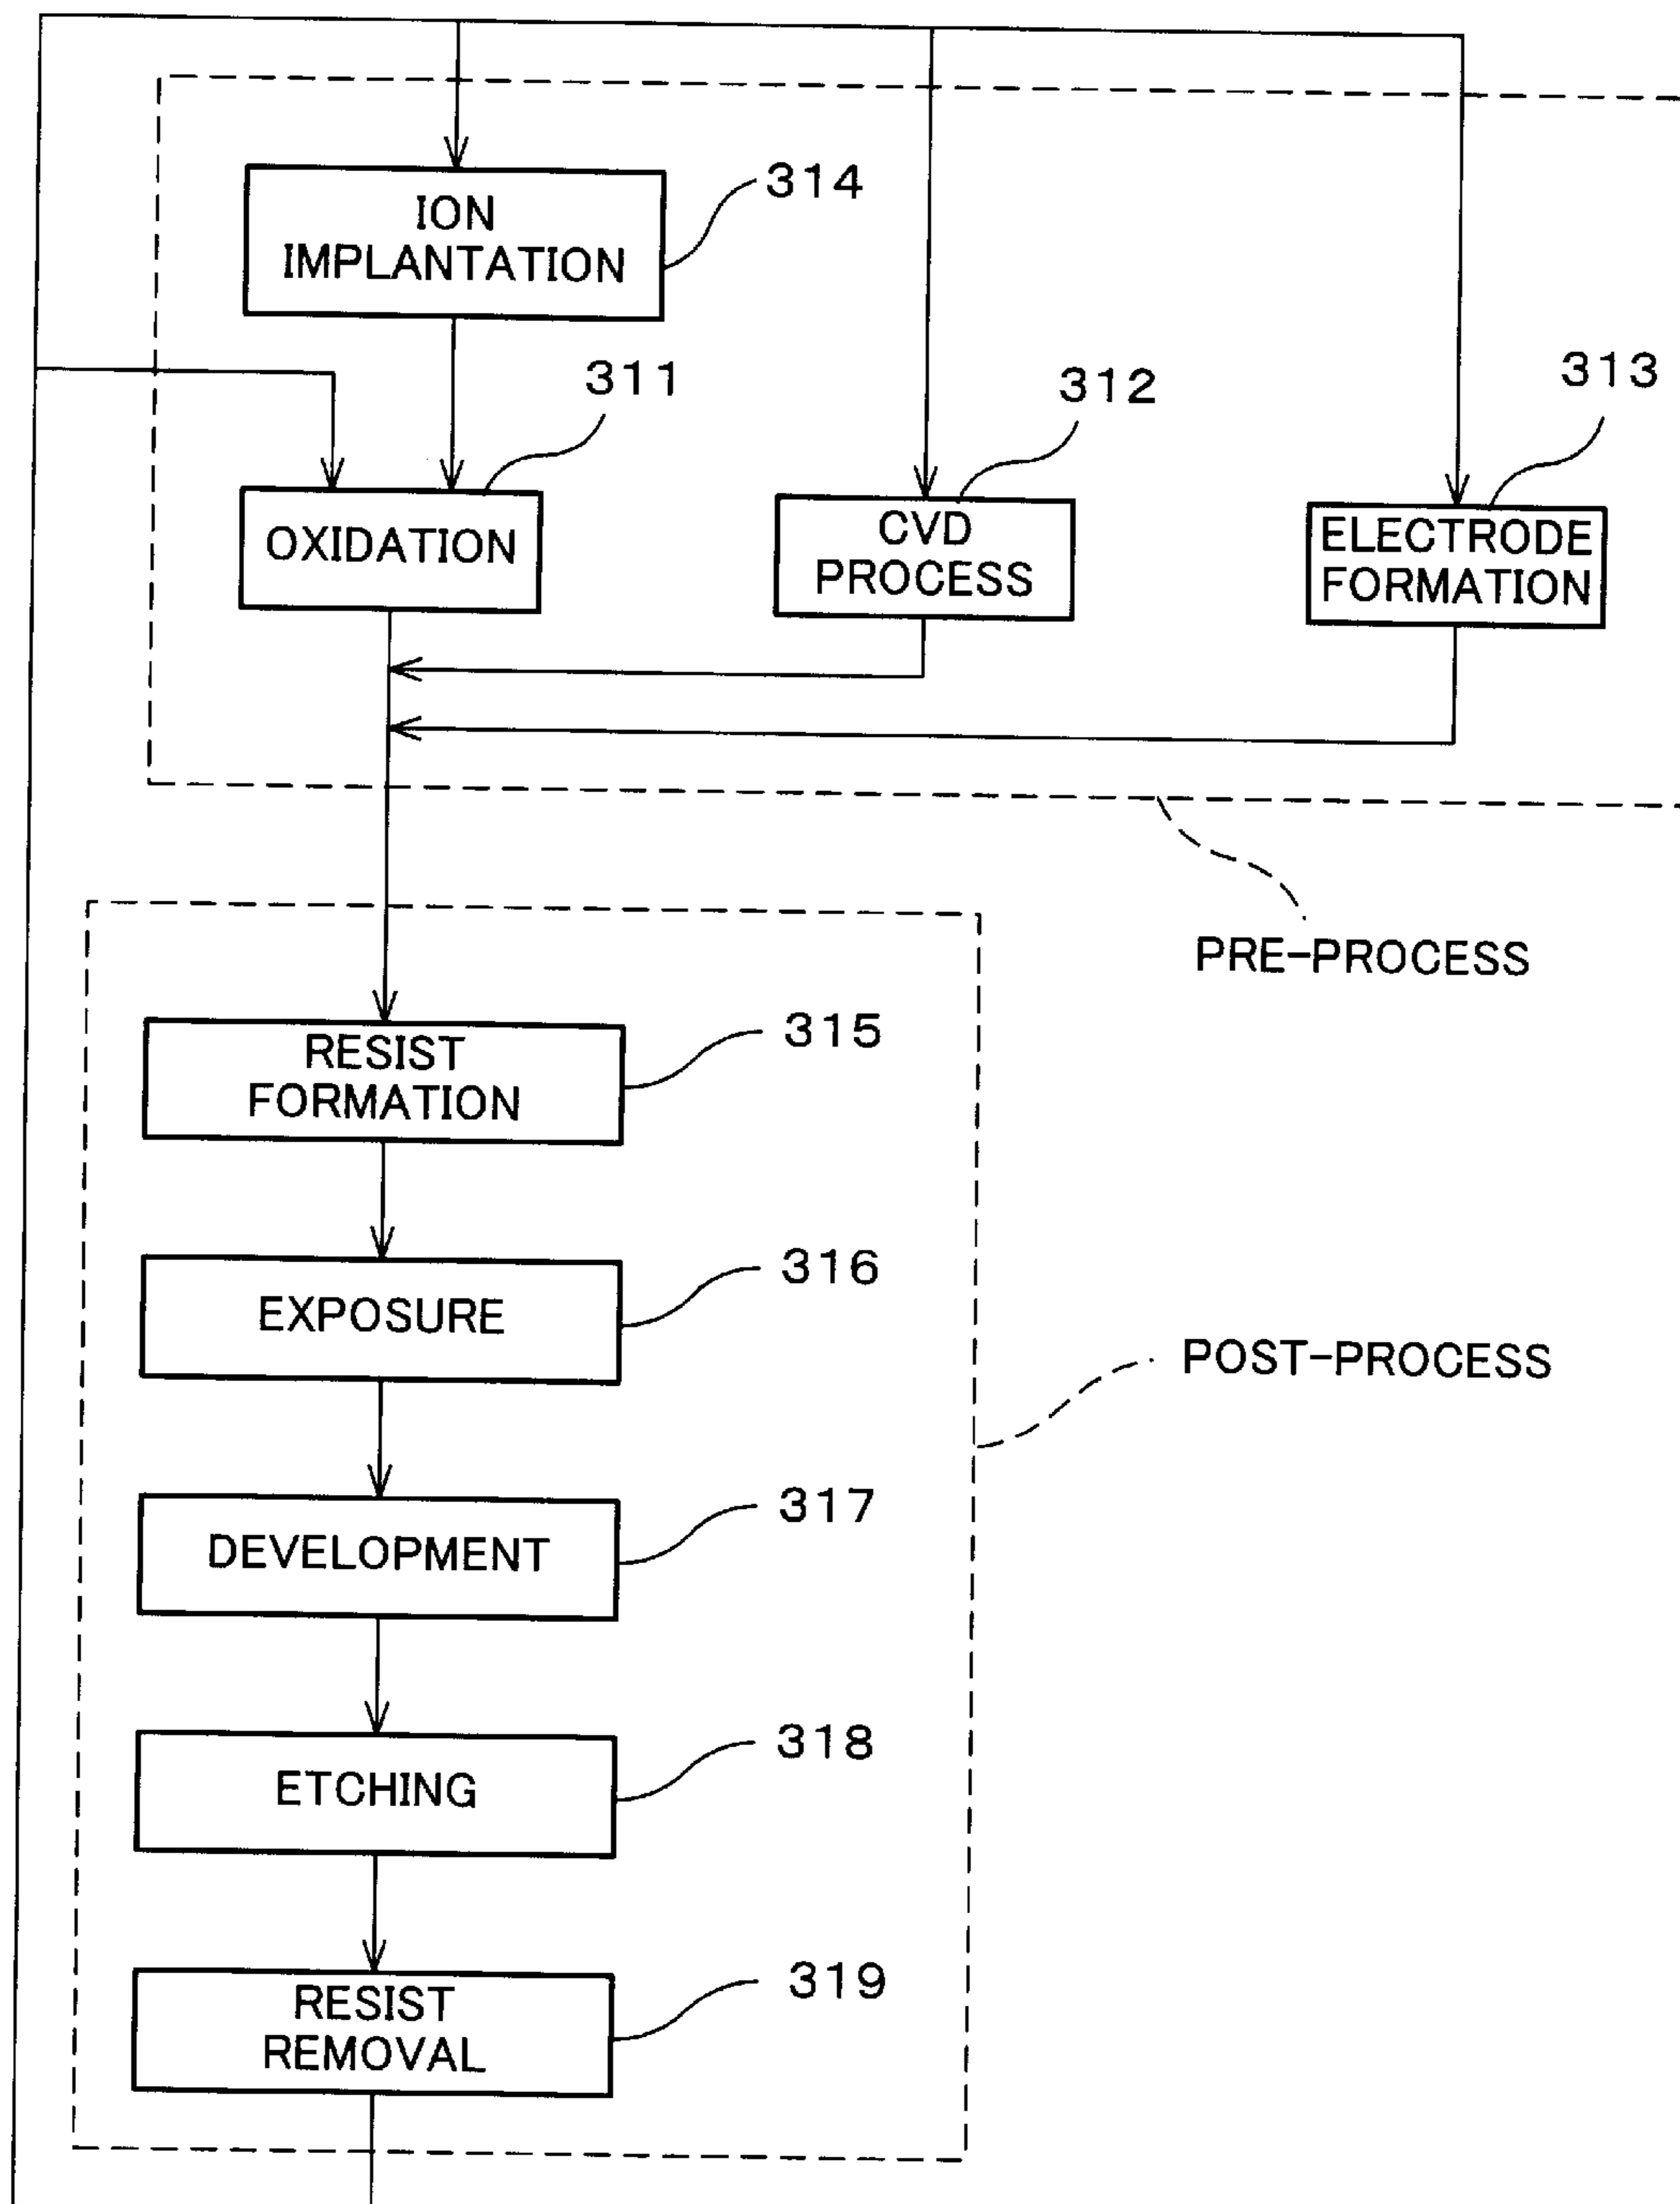 314
ION
IMPLANTATION
311
312
313
OXIDATION
CVD
PROCESS
ELECTRODE
FORMATION
PRE-PROCESS
315
RESIST
FORMATION
316
EXPOSURE
POST-PROCESS
317
DEVELOPMENT
318
ETCHING
319
RESIST
REMOVAL